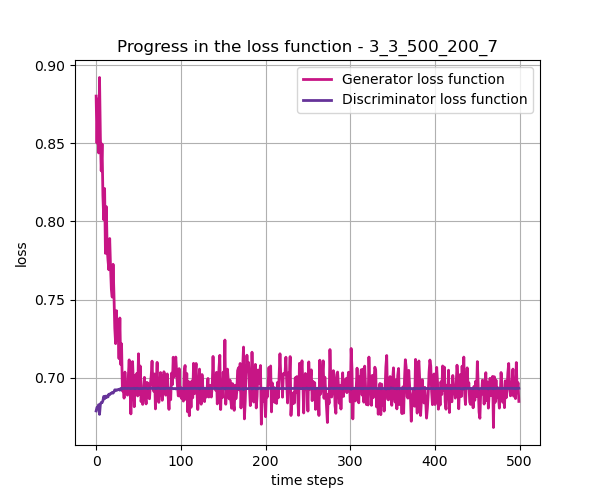 Progress in the loss function - 3_3_500_200_7
Generator loss function
Discriminator loss function
0.90
0.85
0.80
0.75
0.70
loss
0 100 200 300 400 500
time steps